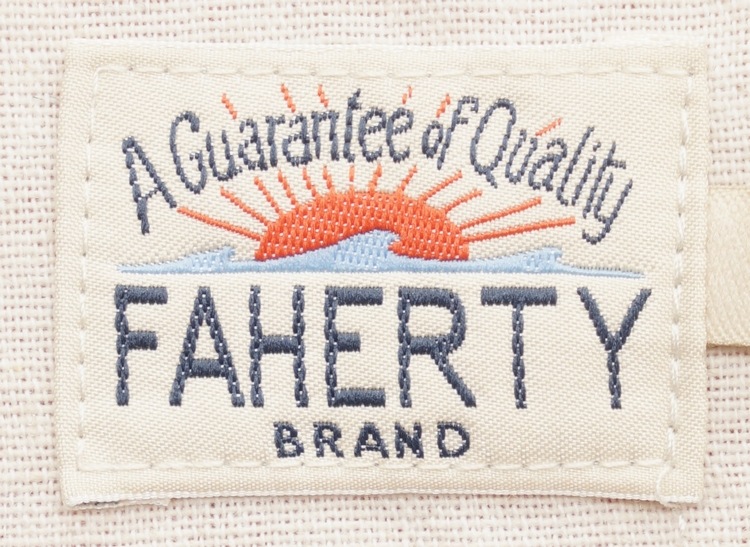 A Guarantee of Quality
FAHERTY
BRAND